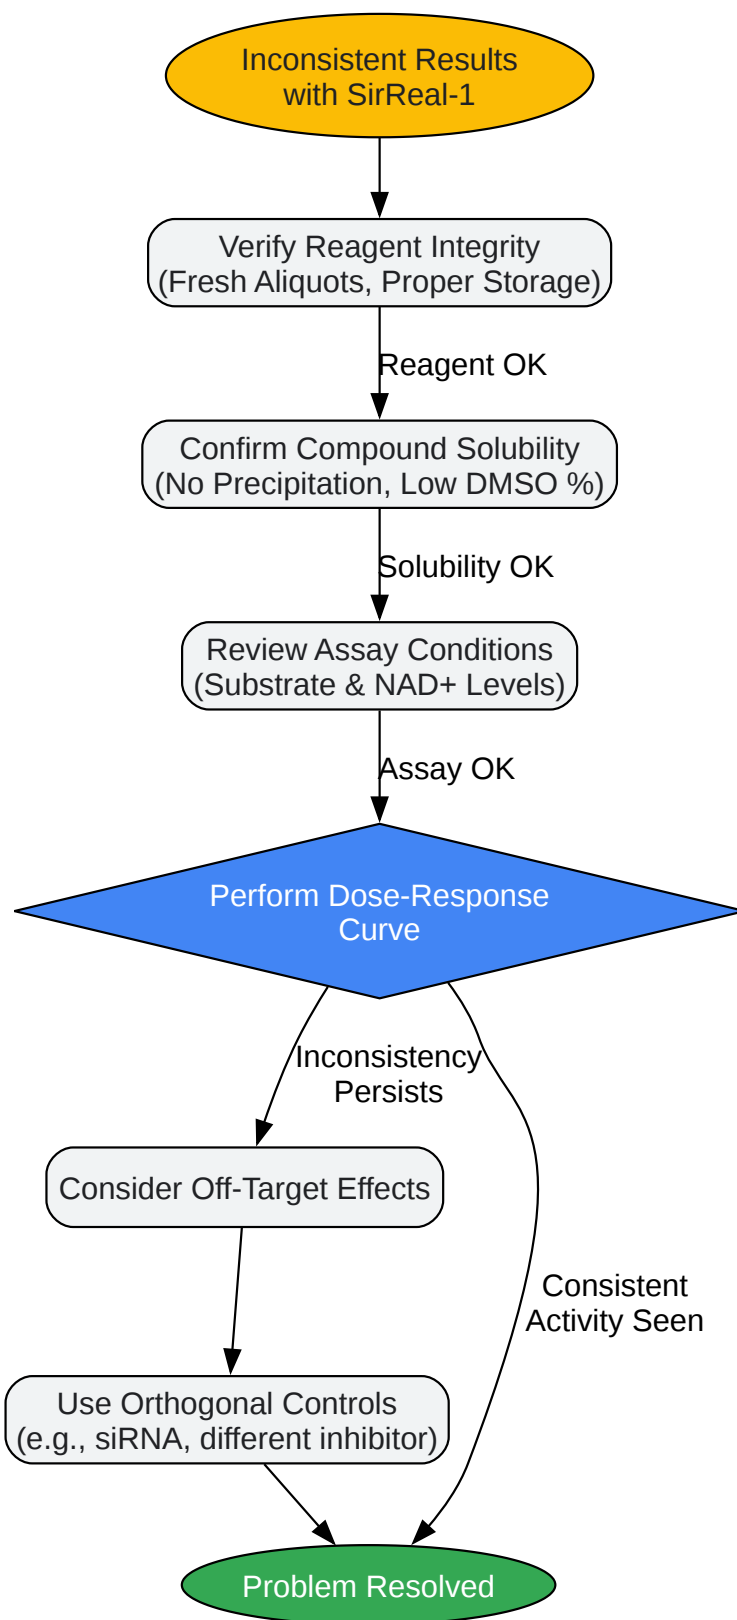 Inconsistent Results
with SirReal-1
Verify Reagent Integrity
(Fresh Aliquots, Proper Storage)
Reagent OK
Confirm Compound Solubility
(No Precipitation, Low DMSO %)
Solubility OK
Review Assay Conditions
(Substrate & NAD+ Levels)
Assay OK
Perform Dose-Response
Curve
Inconsistency
Persists
Consider Off-Target Effects
Consistent
Activity Seen
Use Orthogonal Controls
(e.g., siRNA, different inhibitor)
Problem Resolved